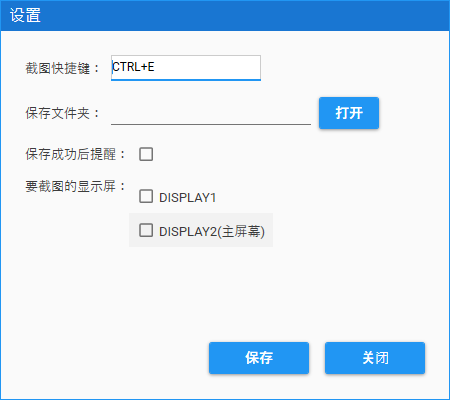 设置
截图快捷键： CTRL+E
保存文件夹： 打开
保存成功后提醒：
要截图的显示屏：
DISPLAY1
DISPLAY2(主屏幕)
保存 关闭